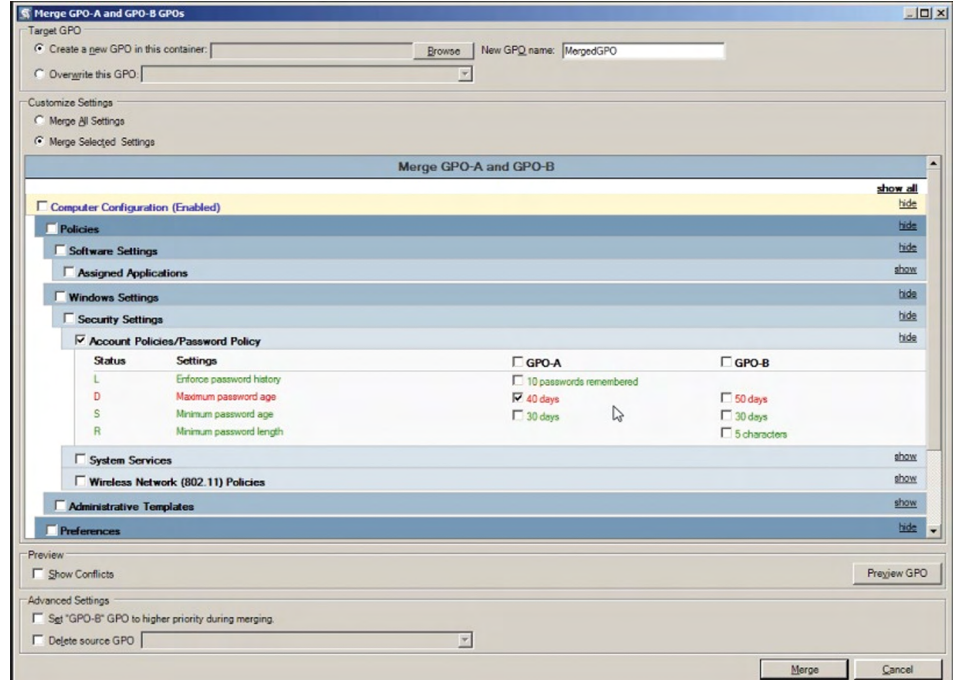 Merge GPO-A and GPO-B GPOs
Target GPO
Create a new GPO in this container: Browse New GPO name: MergedGPO
Overwrite this GPO:
Customize Settings
Merge All Settings
Merge Selected Settings
Merge GPO-A and GPO-B
show all
Computer Configuration (Enabled) hide
Policies hide
Software Settings hide
Assigned Applications show
Windows Settings hide
Security Settings hide
Account Policies/Password Policy hide
Status Settings GPO-A GPO-B
L Enforce password history 10 passwords remembered
D Maximum password age 40 days 50 days
S Minimum password age 30 days 30 days
R Minimum password length 5 characters
System Services show
Wireless Network (802.11) Policies show
Administrative Templates show
Preferences hide
Preview
Show Conflicts Preview GPO
Advanced Settings
Set "GPO-B" GPO to higher priority during merging.
Delete source GPO
Merge Cancel